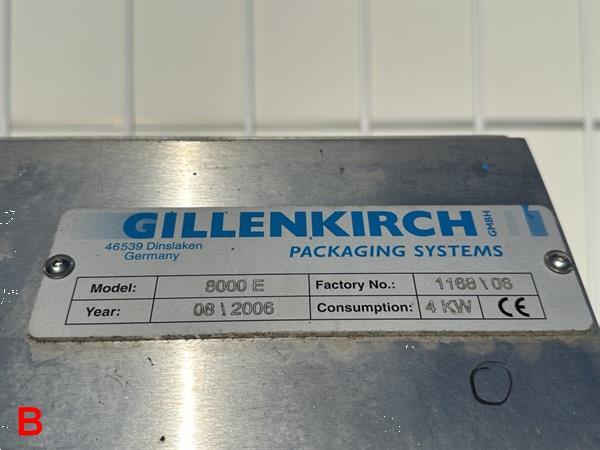 GILLENKIRCH GMBH
46539 Dinslaken
Germany
PACKAGING SYSTEMS
Model: 8000 E Factory No.: 1168\06
Year: 08\2006 Consumption: 4 KW CE
B